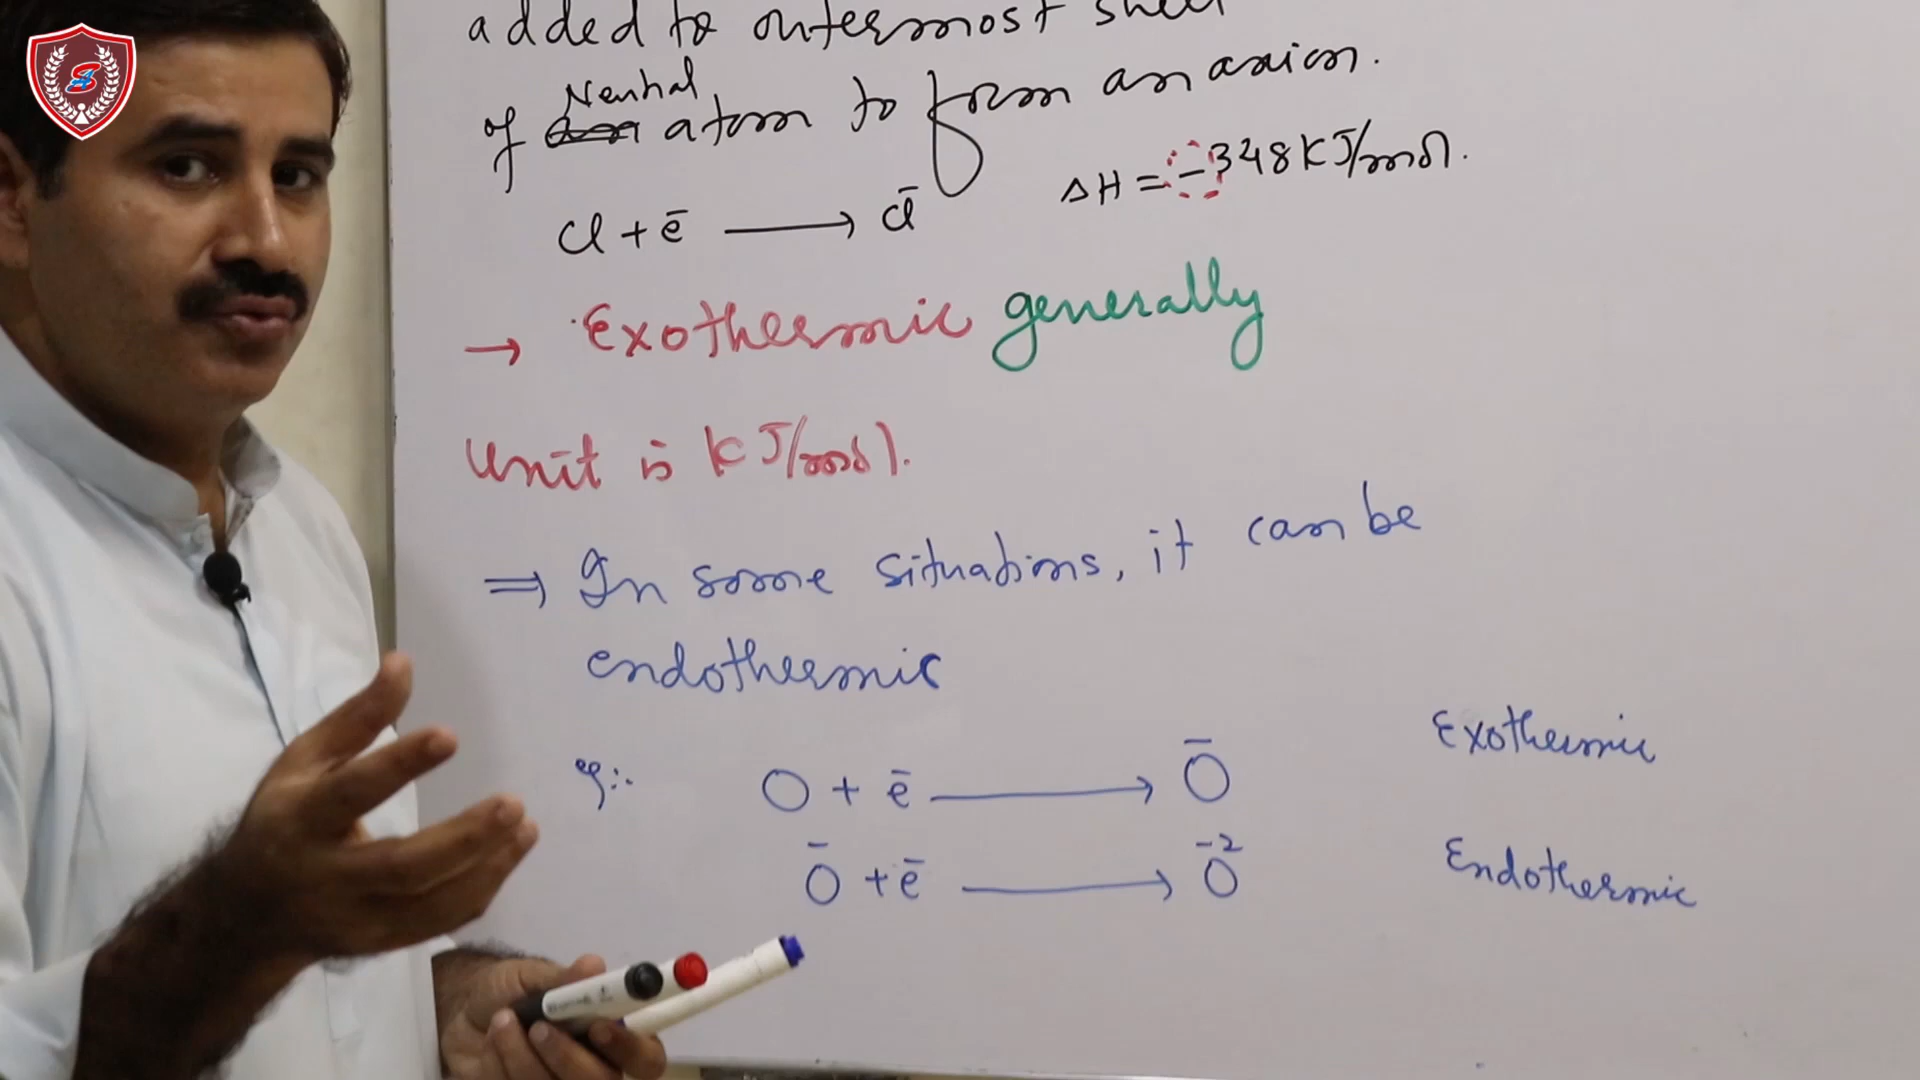 added to outermost shell
of Neutral atom to form an anion.
Cl + e̅ ⟶ Cl̅ ΔH = -348 kJ/mol.
→ Exothermic generally
Unit is kJ/mol.
⇒ In some situations, it can be
endothermic
eg:- O + e̅ ⟶ O̅ Exothermic
O̅ + e̅ ⟶ O⁻² Endothermic